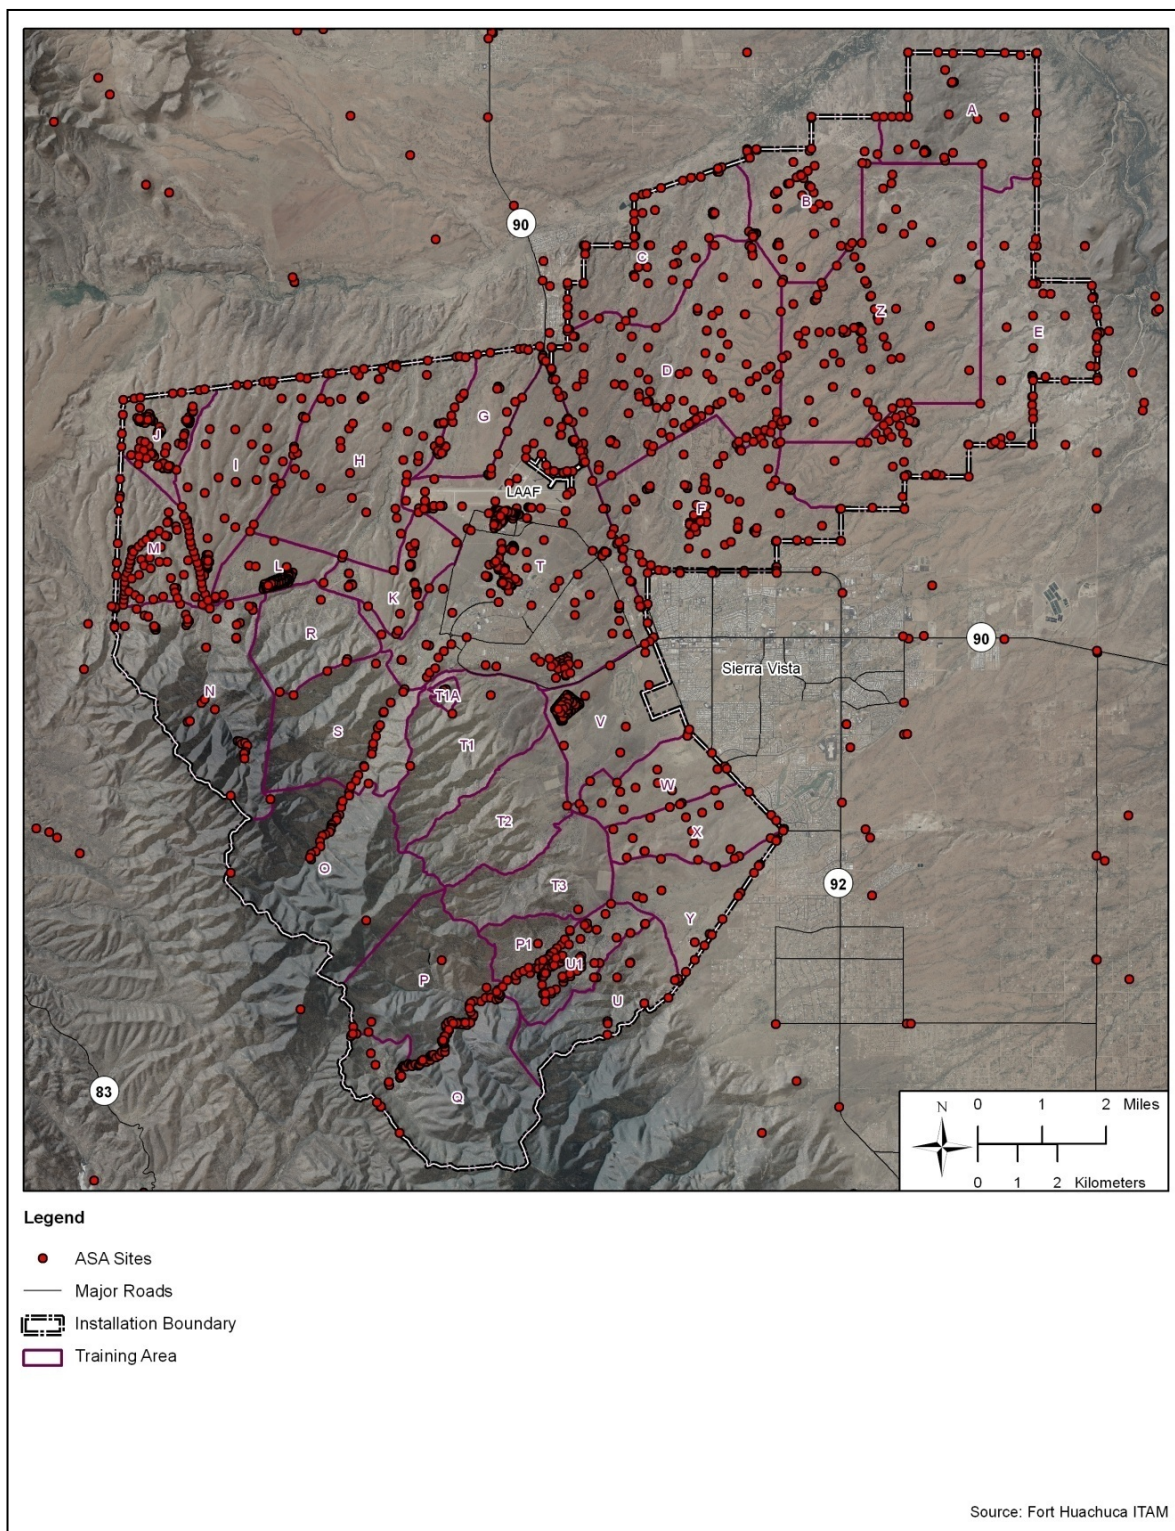 A
90
B
C
Z
E
D
G
J
I
H
LAAF
F
M
L
T
K
R
90
Sierra Vista
N
T1A
S
V
T1
W
T2
X
O
92
T3
Y
P1
U1
P
U
83
Q
N
0 1 2 Miles
0 1 2 Kilometers
Legend
ASA Sites
Major Roads
Installation Boundary
Training Area
Source: Fort Huachuca ITAM